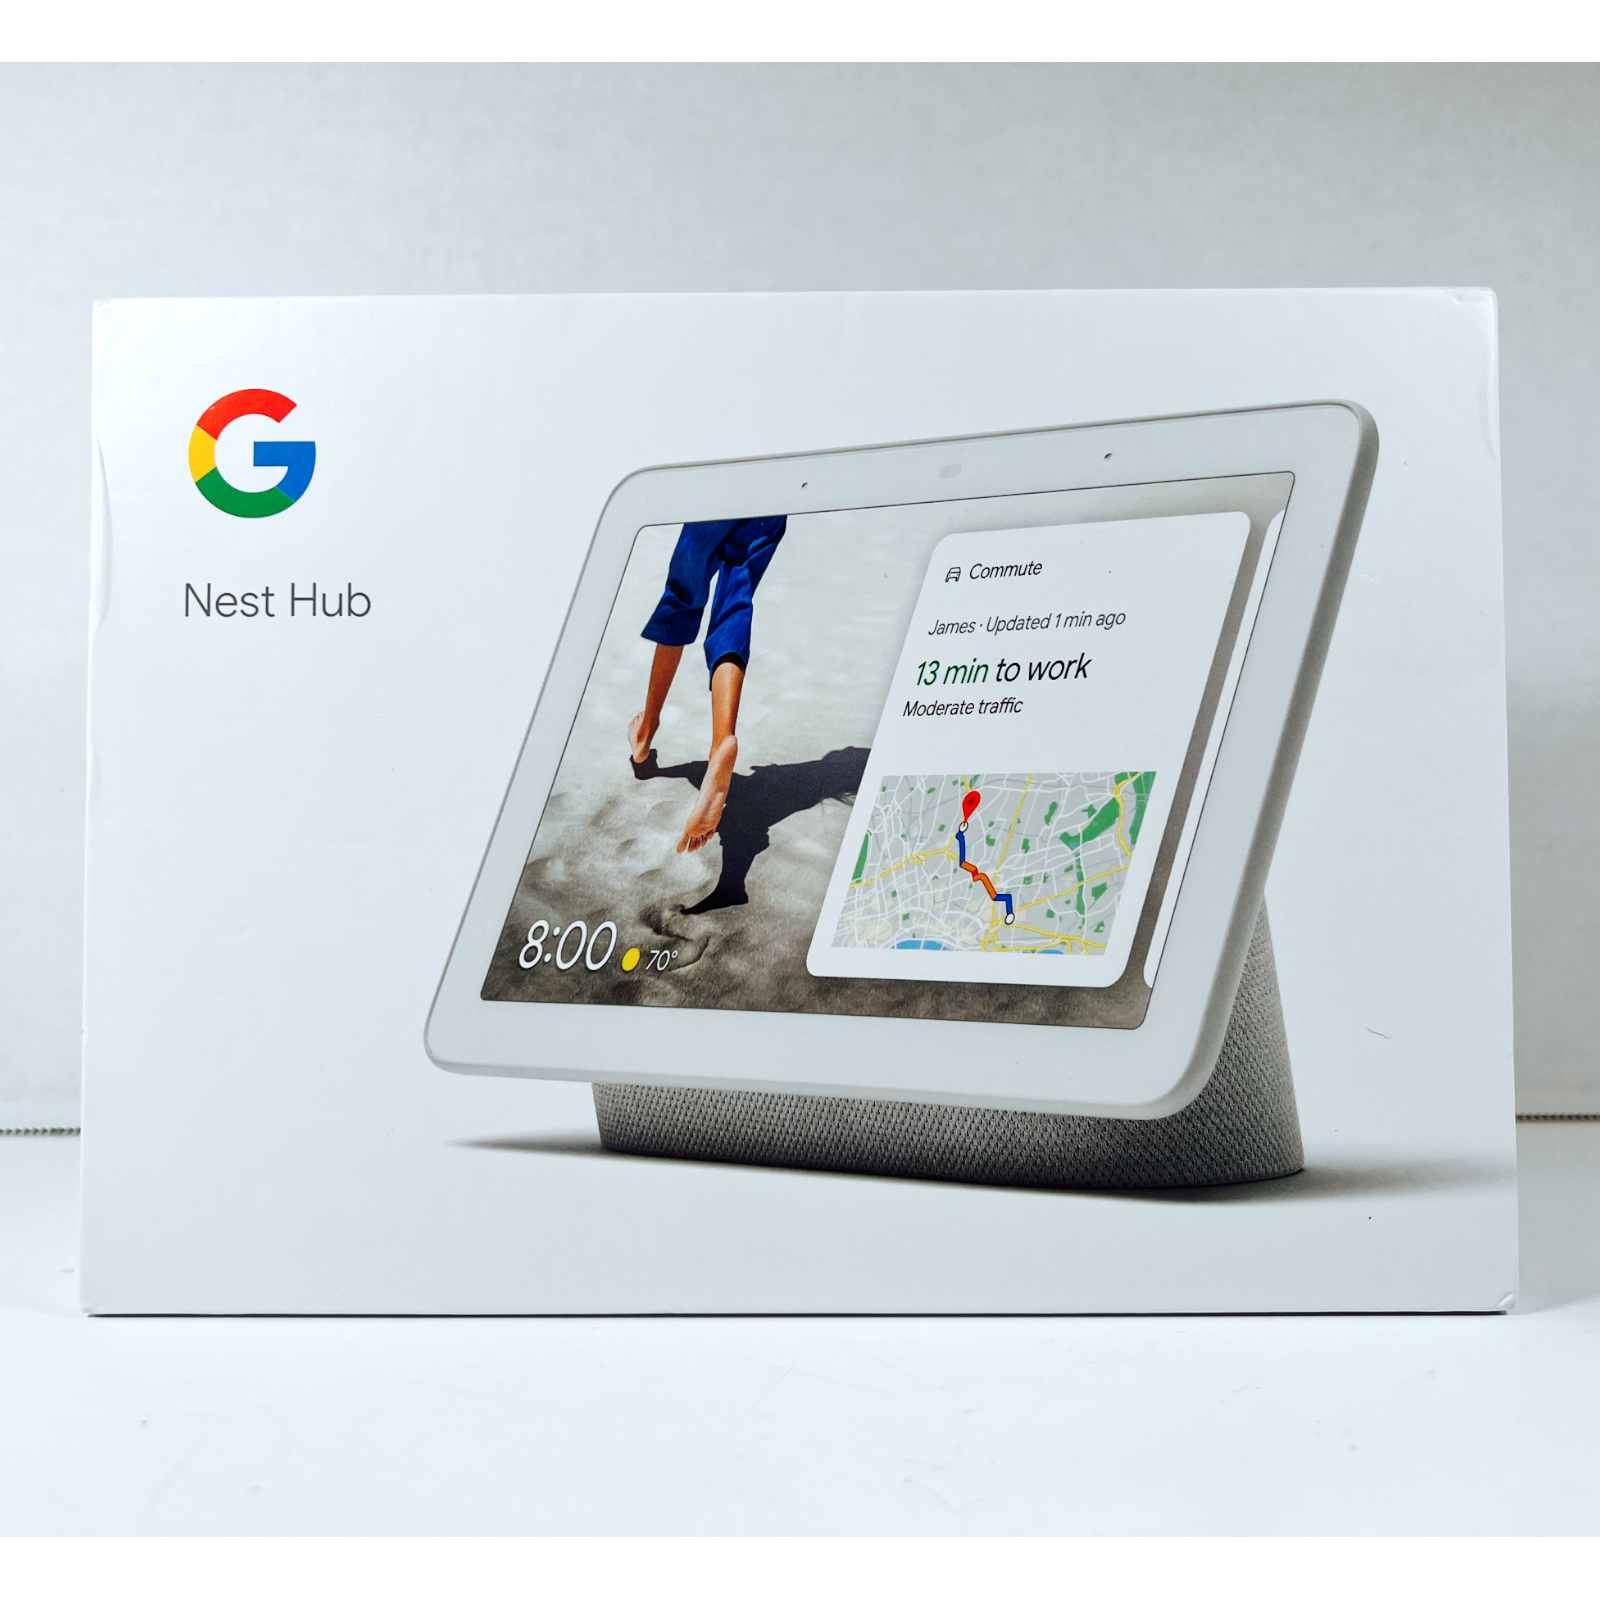 G
Nest Hub
Commute
James · Updated 1 min ago
13 min to work
Moderate traffic
8:00 70°